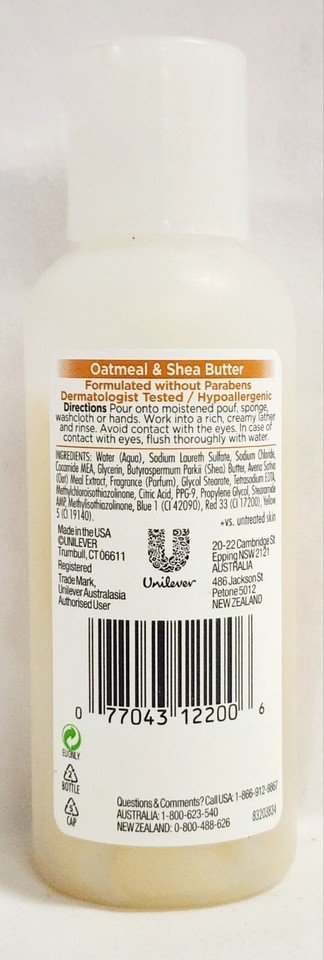 Oatmeal & Shea Butter
Formulated without Parabens
Dermatologist Tested / Hypoallergenic
Directions Pour onto moistened pouf, sponge,
washcloth or hands. Work into a rich, creamy lather
and rinse. Avoid contact with the eyes. In case of
contact with eyes, flush thoroughly with water.
INGREDIENTS: Water (Aqua), Sodium Laureth Sulfate, Sodium Chloride,
Cocamide MEA, Glycerin, Butyrospermum Parkii (Shea) Butter, Avena Sativa
(Oat) Meal Extract, Fragrance (Parfum), Glycol Stearate, Tetrasodium EDTA,
Methylchloroisothiazolinone, Citric Acid, PPG-9, Propylene Glycol, Stearamide
AMP, Methylisothiazolinone, Blue 1 (CI 42090), Red 33 (CI 17200), Yellow
5 (CI 19140).
*vs. untreated skin
Made in the USA
©UNILEVER
Trumbull, CT 06611
Registered
Trade Mark,
Unilever Australasia
Authorised User
Unilever
20-22 Cambridge St
Epping NSW 2121
AUSTRALIA
486 Jackson St
Petone 5012
NEW ZEALAND
0 77043 12200 6
EU ONLY
2
BOTTLE
5
CAP
Questions & Comments? Call USA: 1-866-912-9867
AUSTRALIA: 1-800-623-540
NEW ZEALAND: 0-800-488-626
83203834